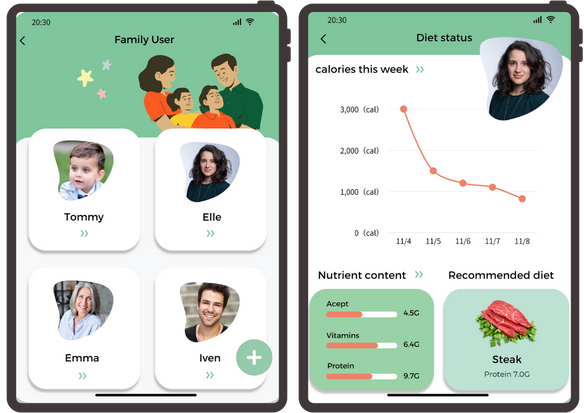 20:30
Family User
Tommy
Elle
Emma
Iven
20:30
Diet status
calories this week
3,000 (cal)
2,000 (cal)
1,000 (cal)
0 (cal)
11/4 11/5 11/6 11/7 11/8
Nutrient content
Recommended diet
Acept
4.5G
Vitamins
6.4G
Protein
9.7G
Steak
Protein 7.0G